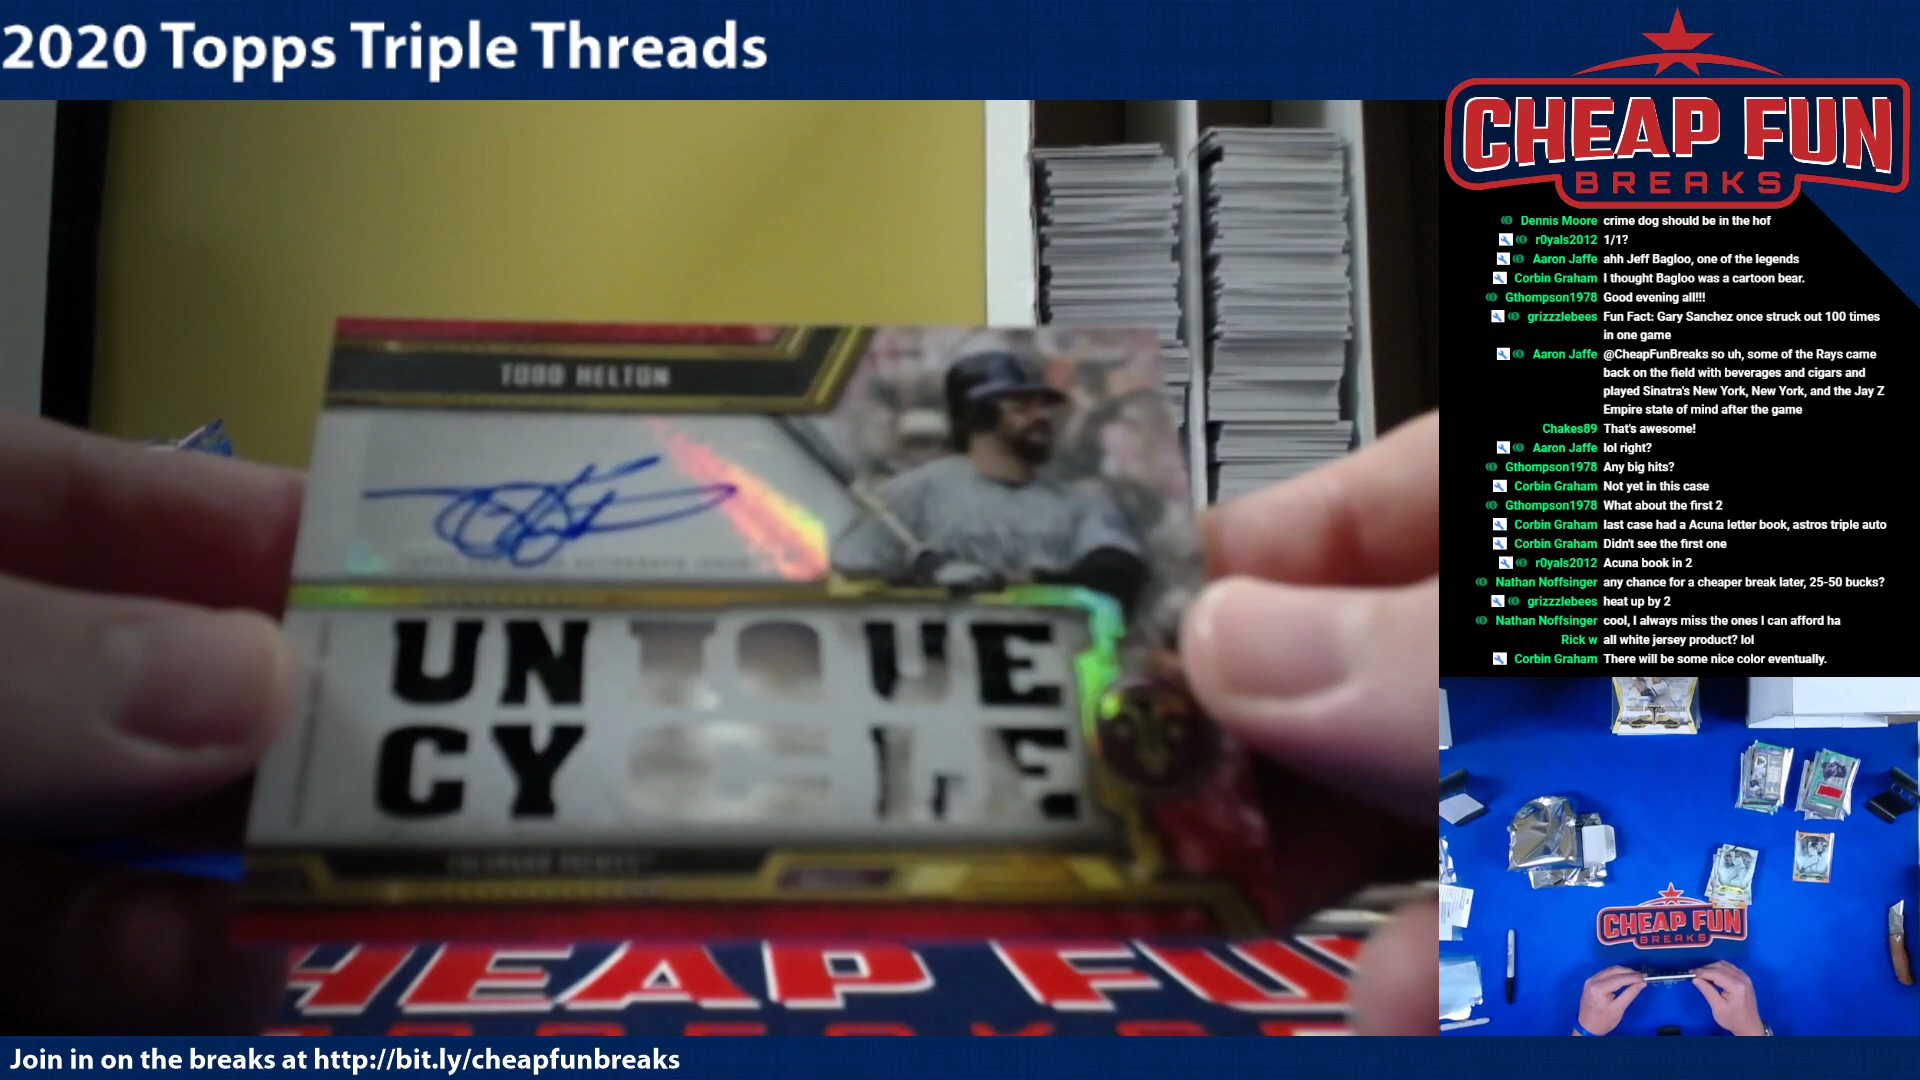 2020 Topps Triple Threads
CHEAP FUN
BREAKS
Dennis Moore crime dog should be in the hof
r0yals2012 1/1?
Aaron Jaffe ahh Jeff Bagloo, one of the legends
Corbin Graham I thought Bagloo was a cartoon bear.
Gthompson1978 Good evening all!!!
grizzzlebees Fun Fact: Gary Sanchez once struck out 100 times
in one game
Aaron Jaffe @CheapFunBreaks so uh, some of the Rays came
back on the field with beverages and cigars and
played Sinatra's New York, New York, and the Jay Z
Empire state of mind after the game
Chakes89 That's awesome!
Aaron Jaffe lol right?
Gthompson1978 Any big hits?
Corbin Graham Not yet in this case
Gthompson1978 What about the first 2
Corbin Graham last case had a Acuna letter book, astros triple auto
Corbin Graham Didn't see the first one
r0yals2012 Acuna book in 2
Nathan Noffsinger any chance for a cheaper break later, 25-50 bucks?
grizzzlebees heat up by 2
Nathan Noffsinger cool, I always miss the ones I can afford ha
Rick w all white jersey product? lol
Corbin Graham There will be some nice color eventually.
TODD HELTON
UNIQUE
CYCLE
COLORADO ROCKIES
HEAP FU
CHEAP FUN
BREAKS
Join in on the breaks at http://bit.ly/cheapfunbreaks